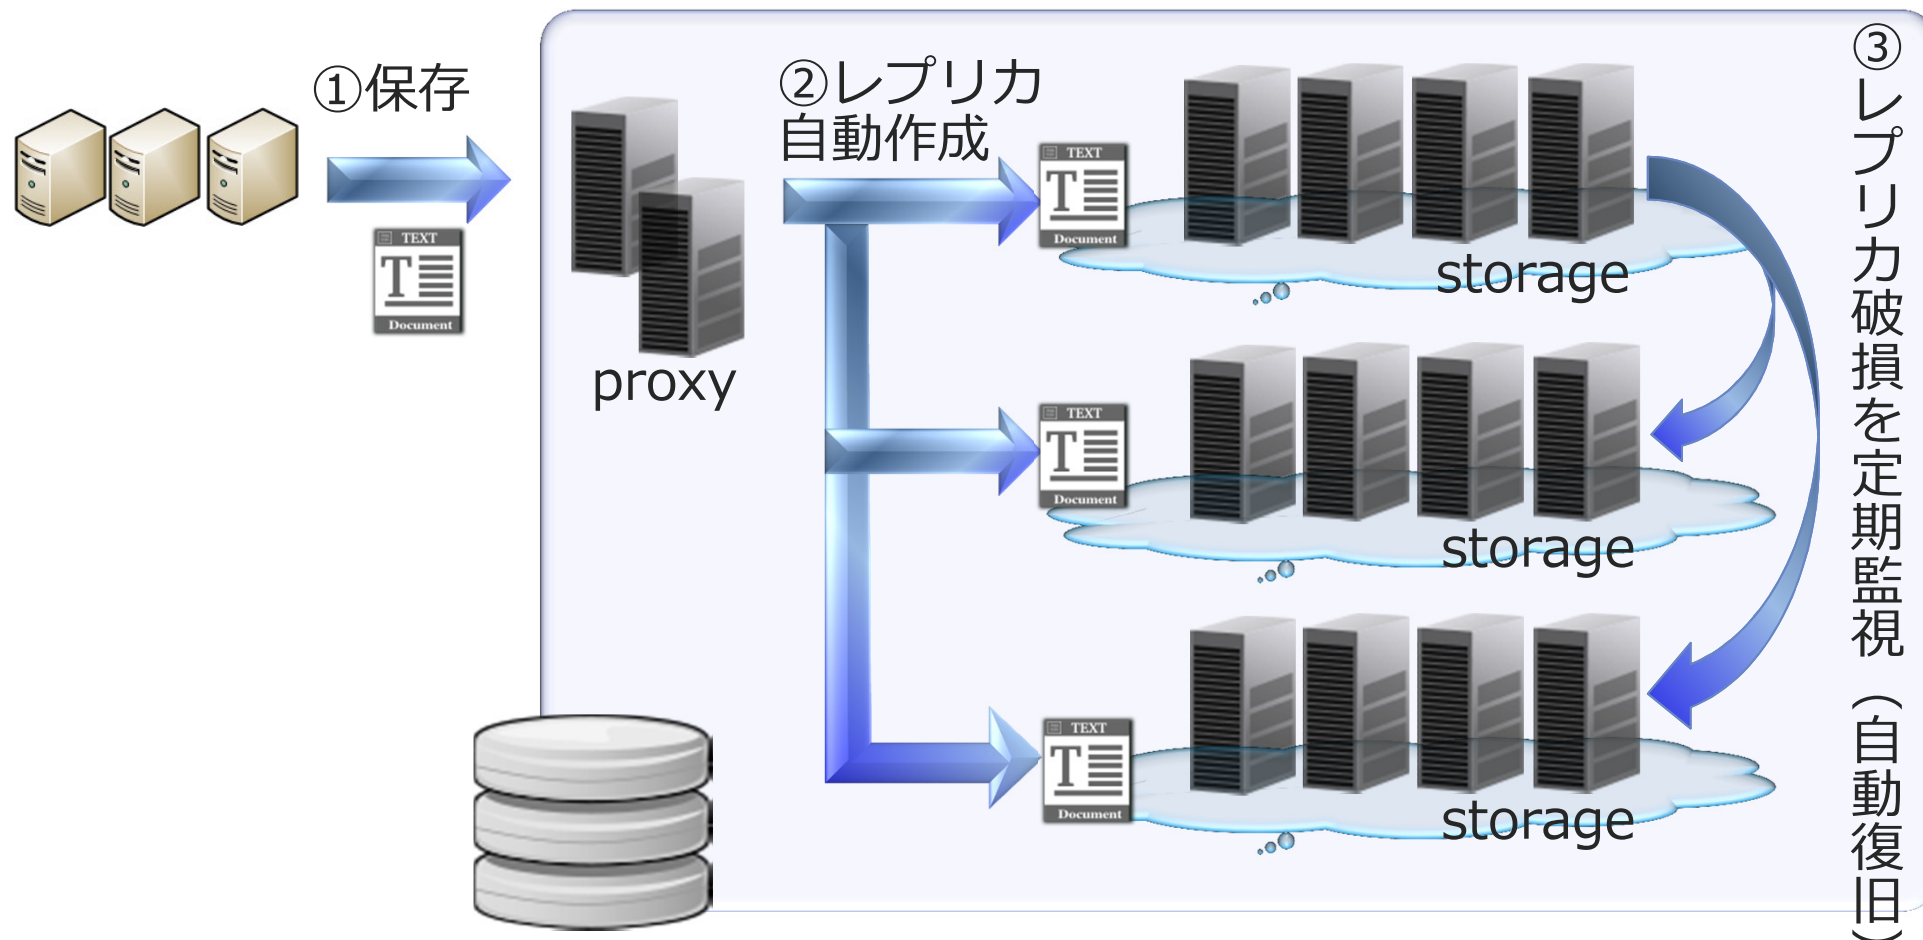 ①保存
TEXT
T
Document
proxy
②レプリカ
自動作成
TEXT
T
Document
storage
TEXT
T
Document
storage
TEXT
T
Document
storage
③レプリカ破損を定期監視（自動復旧）